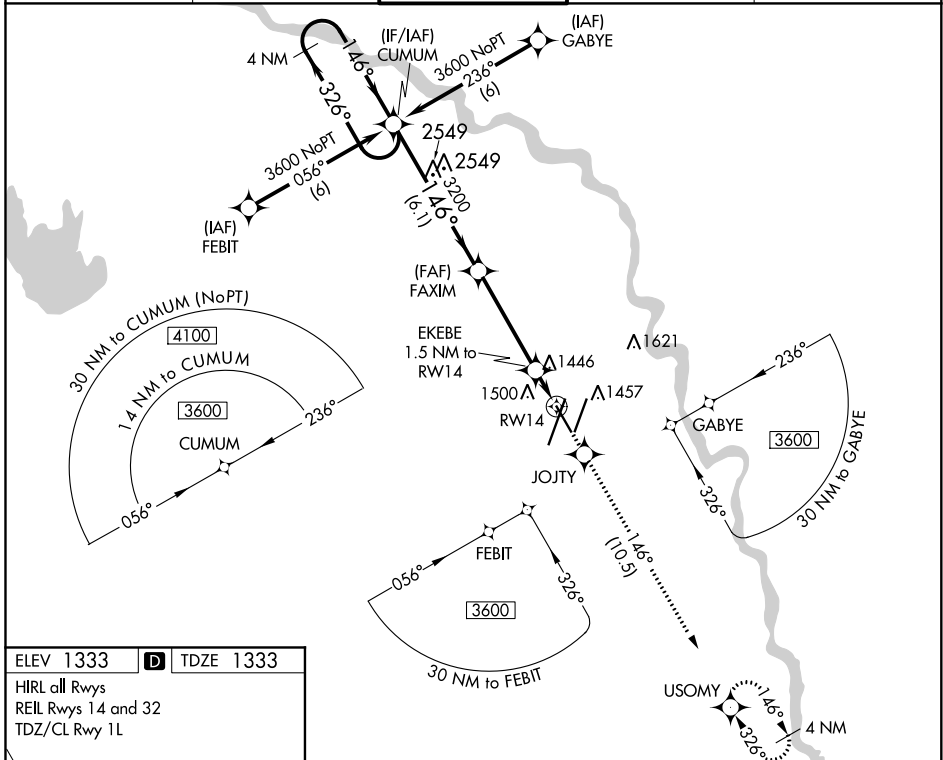 (IF/IAF)
CUMUM
(IAF)
GABYE
4 NM
146°
326°
3600 NoPT
236°
(6)
3600 NoPT
056°
(6)
2549
2549
3200
146°
(6.1)
(IAF)
FEBIT
(FAF)
FAXIM
EKEBE
1.5 NM to
RW14
1446
1621
1500
1457
RW14
JOJTY
30 NM to CUMUM (NoPT)
4100
14 NM to CUMUM
3600
CUMUM
236°
056°
236°
GABYE
3600
326°
30 NM to GABYE
056°
FEBIT
326°
3600
30 NM to FEBIT
146°
(10.5)
USOMY
146°
326°
4 NM
ELEV 1333 D TDZE 1333
HIRL all Rwys
REIL Rwys 14 and 32
TDZ/CL Rwy 1L